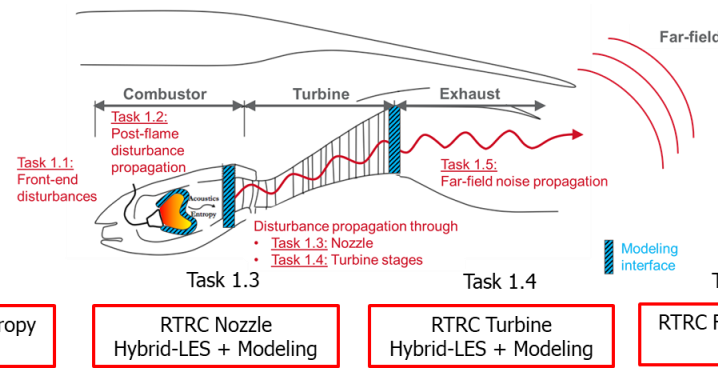 Far-field
Combustor
Turbine
Exhaust
Task 1.2:
Post-flame
disturbance
propagation
Task 1.1:
Front-end
disturbances
Acoustics
Entropy
Task 1.5:
Far-field noise propagation
Disturbance propagation through
• Task 1.3: Nozzle
• Task 1.4: Turbine stages
Modeling
interface
Task 1.3
Task 1.4
T
ropy
RTRC Nozzle
Hybrid-LES + Modeling
RTRC Turbine
Hybrid-LES + Modeling
RTRC F